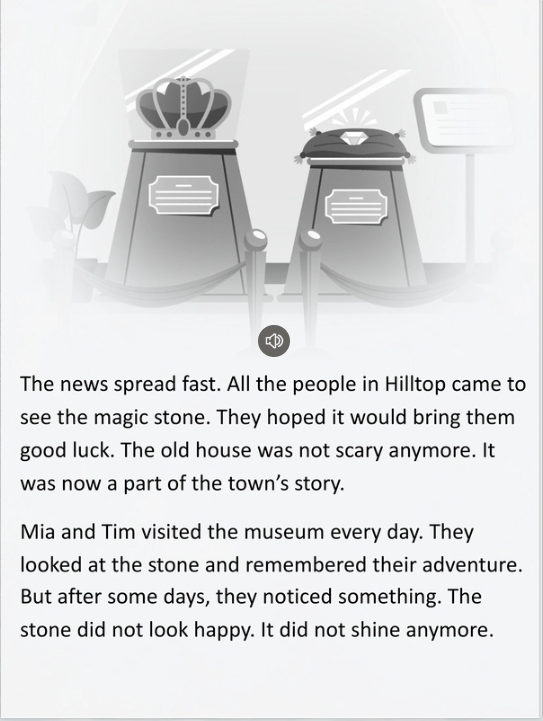 The news spread fast. All the people in Hilltop came to
see the magic stone. They hoped it would bring them
good luck. The old house was not scary anymore. It
was now a part of the town’s story.
Mia and Tim visited the museum every day. They
looked at the stone and remembered their adventure.
But after some days, they noticed something. The
stone did not look happy. It did not shine anymore.